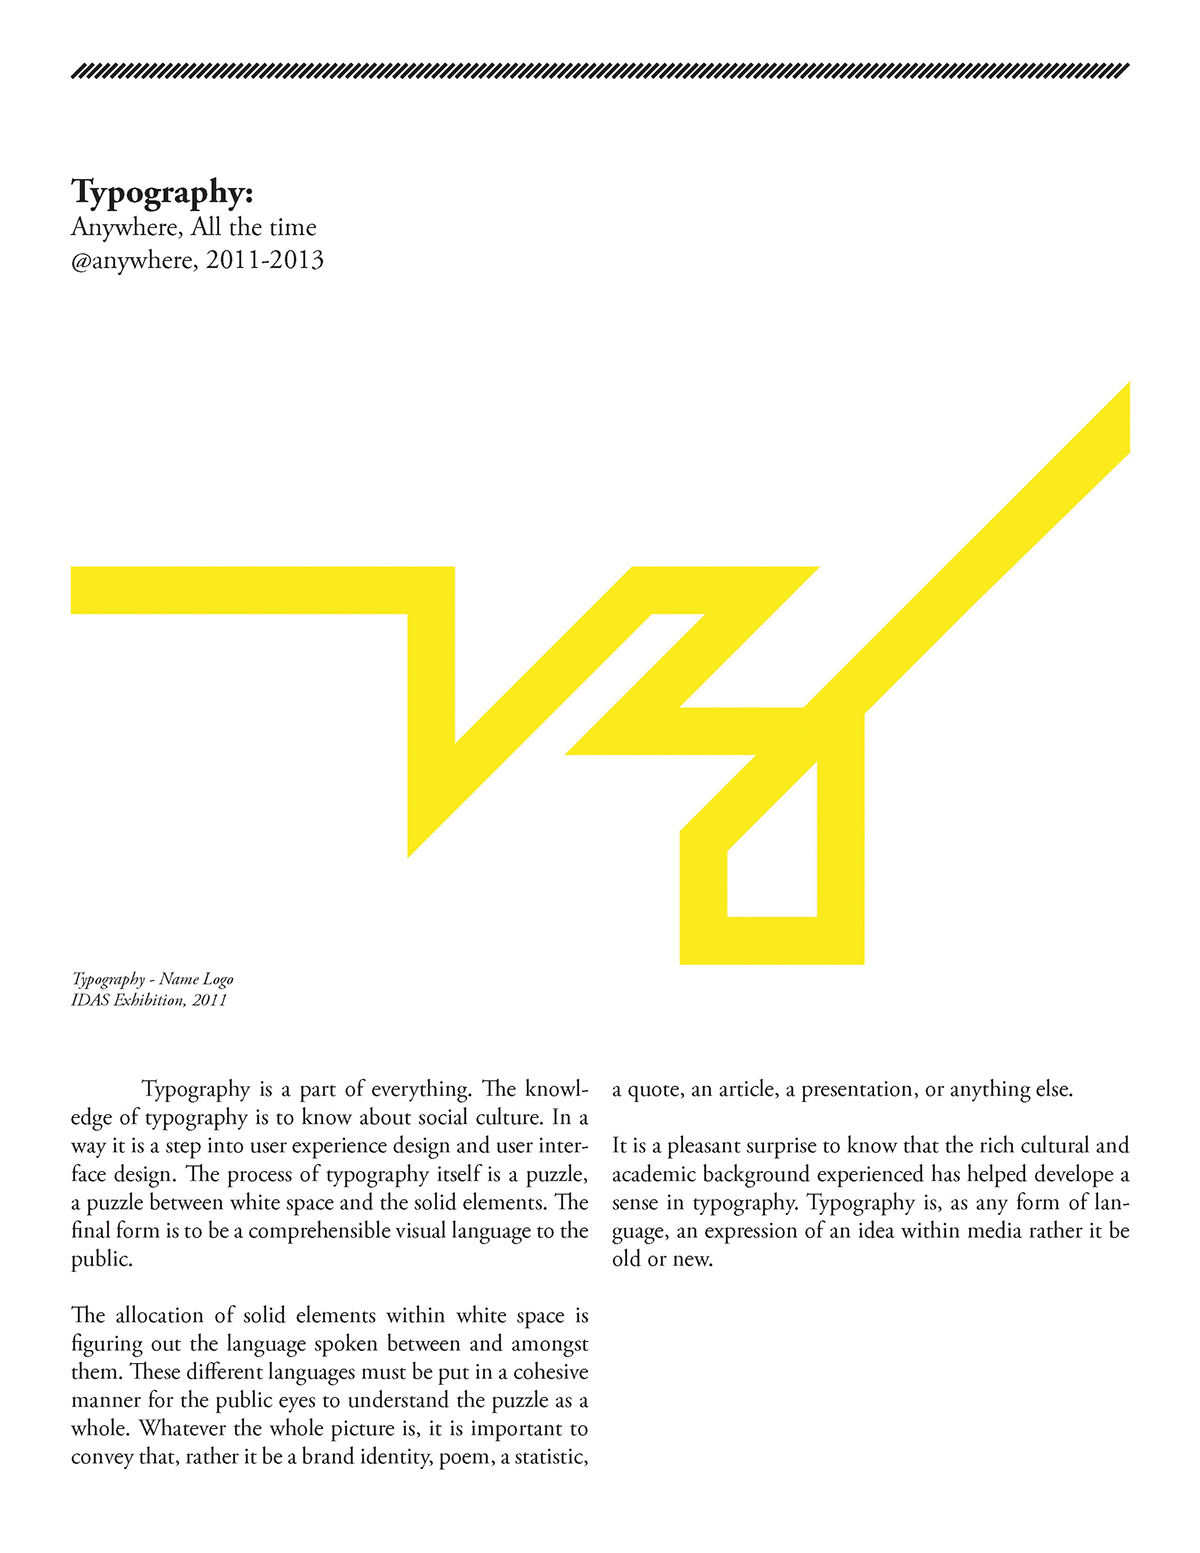 Typography:
Anywhere, All the time
@anywhere, 2011-2013
Typography - Name Logo
IDAS Exhibition, 2011
Typography is a part of everything. The knowl-
edge of typography is to know about social culture. In a
way it is a step into user experience design and user inter-
face design. The process of typography itself is a puzzle,
a puzzle between white space and the solid elements. The
final form is to be a comprehensible visual language to the
public.
The allocation of solid elements within white space is
figuring out the language spoken between and amongst
them. These different languages must be put in a cohesive
manner for the public eyes to understand the puzzle as a
whole. Whatever the whole picture is, it is important to
convey that, rather it be a brand identity, poem, a statistic,
a quote, an article, a presentation, or anything else.
It is a pleasant surprise to know that the rich cultural and
academic background experienced has helped develope a
sense in typography. Typography is, as any form of lan-
guage, an expression of an idea within media rather it be
old or new.